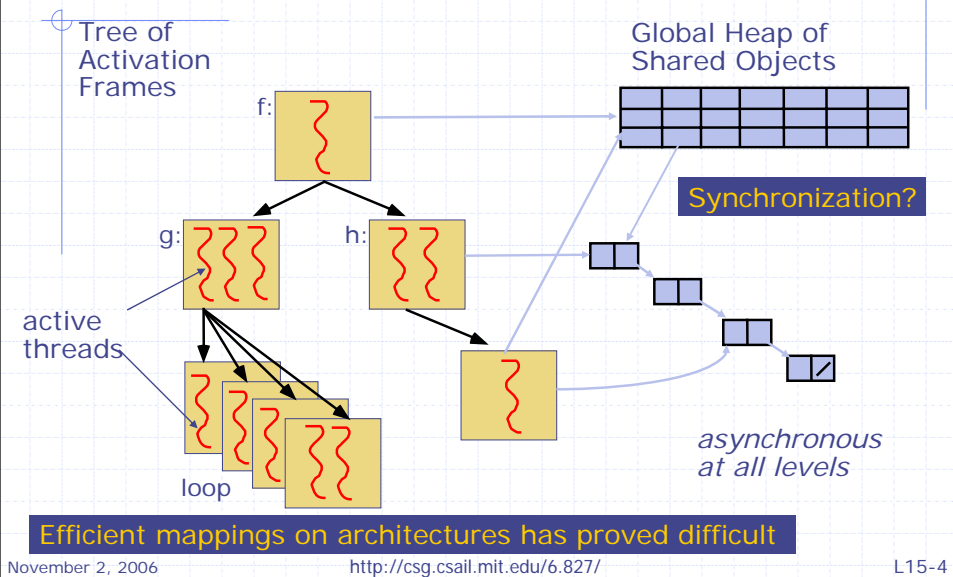 Tree of
Activation
Frames
Global Heap of
Shared Objects
f:
Synchronization?
g:
h:
active
threads
loop
asynchronous
at all levels
Efficient mappings on architectures has proved difficult
November 2, 2006
http://csg.csail.mit.edu/6.827/
L15-4